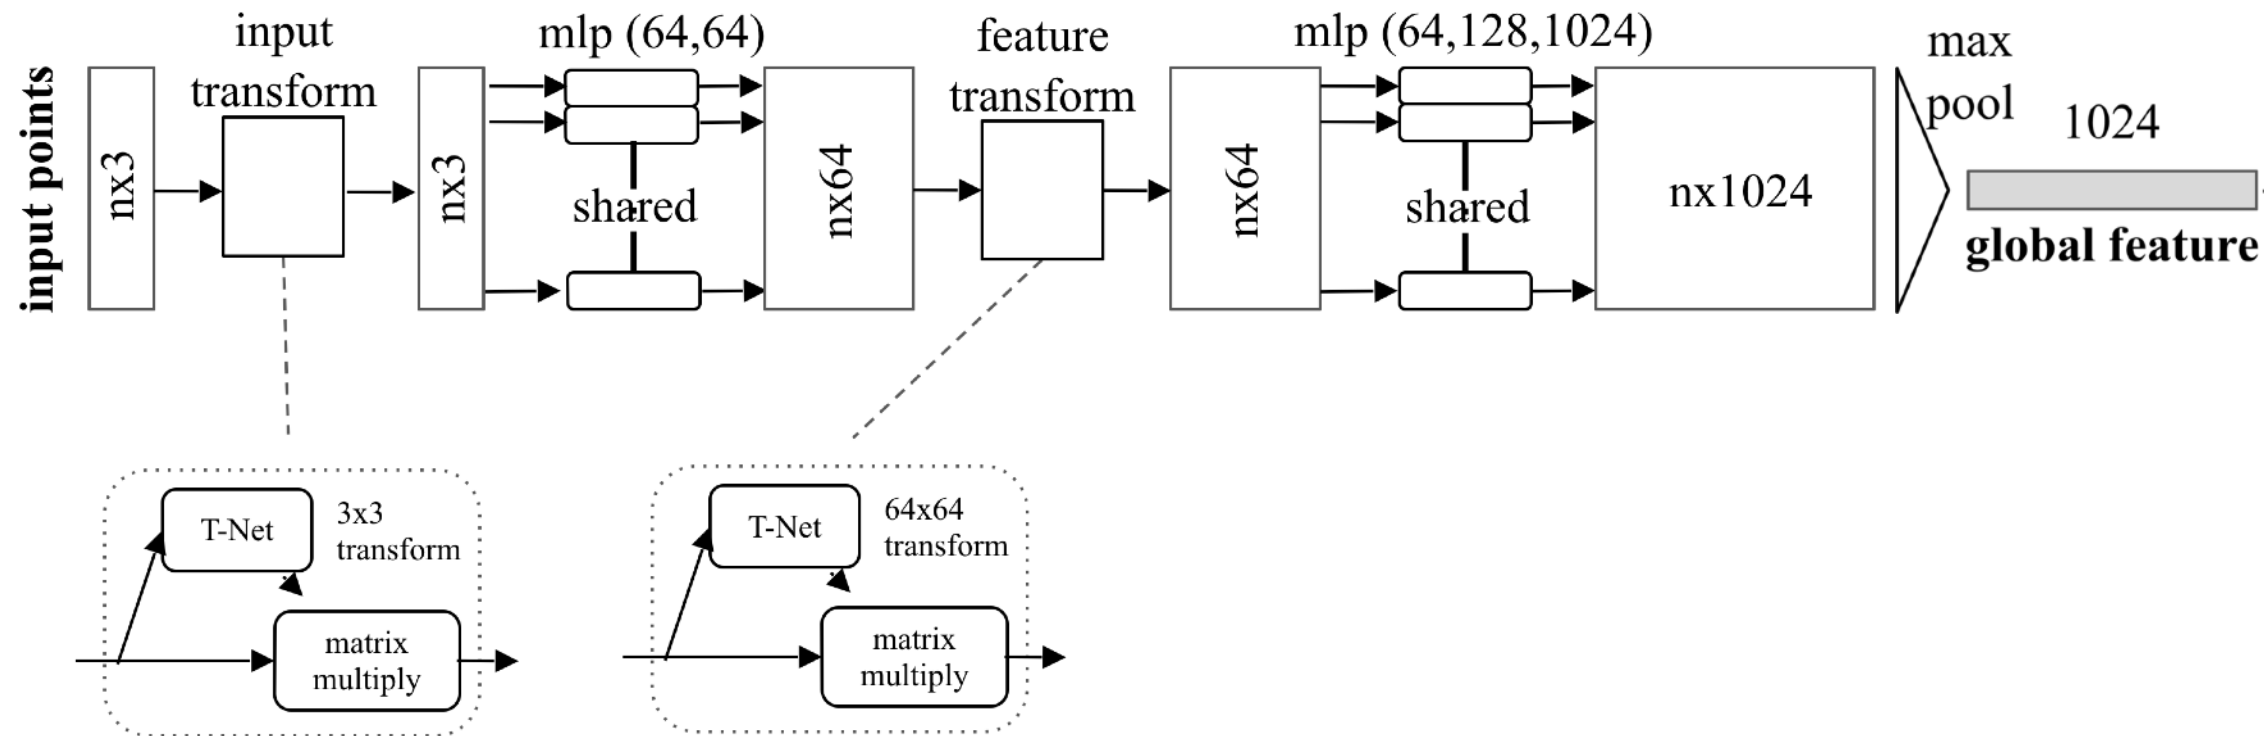 input
transform
mlp (64,64)
feature
transform
mlp (64,128,1024)
max
pool
1024
input points
nx3
nx3
shared
nx64
nx64
shared
nx1024
global feature
T-Net
3x3
transform
matrix
multiply
T-Net
64x64
transform
matrix
multiply